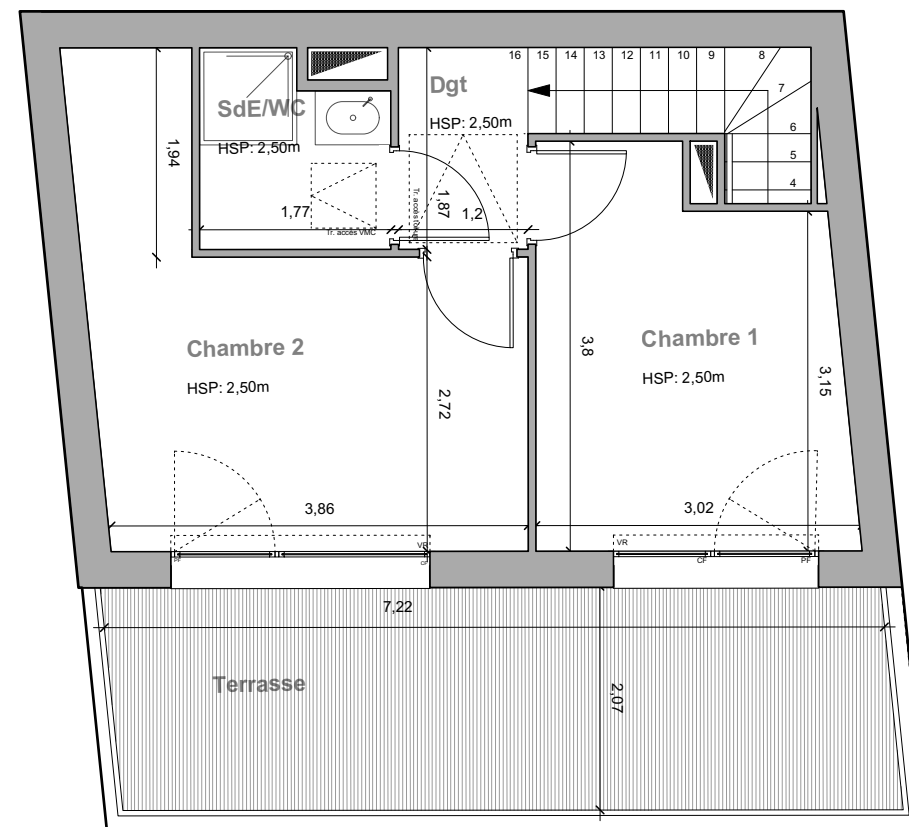 16 15 14 13 12 11 10 9 8
7
6
5
4
SdE/WC
HSP: 2,50m
Dgt
HSP: 2,50m
1,94
1,77
Tr. accès VMC
1,87
1,2
Chambre 2
HSP: 2,50m
2,72
3,86
VR
PF
CF
Chambre 1
HSP: 2,50m
3,8
3,15
3,02
VR
CF
PF
7,22
Terrasse
2,07